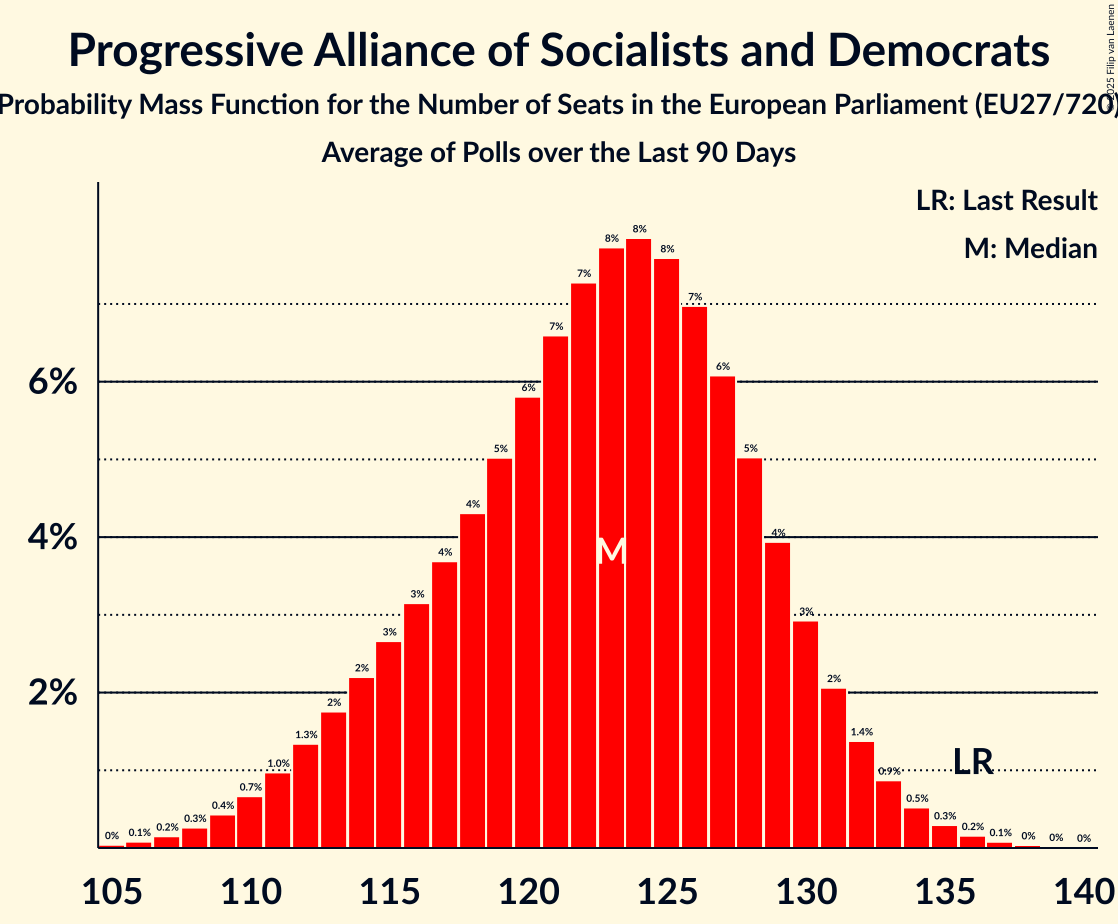 Progressive Alliance of Socialists and Democrats
Probability Mass Function for the Number of Seats in the European Parliament (EU27/720)
Average of Polls over the Last 90 Days
© 2025 Filip van Laenen
LR: Last Result
M: Median
6%
4%
2%
0% 0.1% 0.2% 0.3% 0.4% 0.7% 1.0% 1.3% 2% 2% 3% 3% 4% 4% 5% 6% 7% 7% 8% 8% 8% 7% 6% 5% 4% 3% 2% 1.4% 0.9% 0.5% 0.3% 0.2% 0.1% 0% 0% 0%
M
LR
105 110 115 120 125 130 135 140